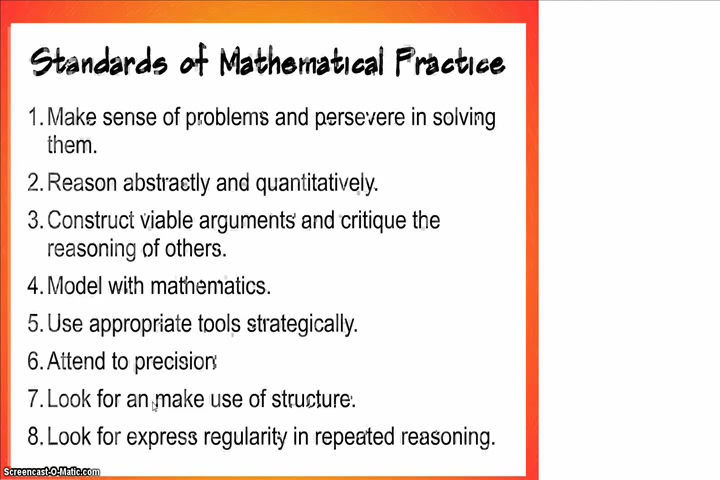 Standards of Mathematical Practice
1. Make sense of problems and persevere in solving
them.
2. Reason abstractly and quantitatively.
3. Construct viable arguments and critique the
reasoning of others.
4. Model with mathematics.
5. Use appropriate tools strategically.
6. Attend to precision
7. Look for an make use of structure.
8. Look for express regularity in repeated reasoning.
Screencast-O-Matic.com